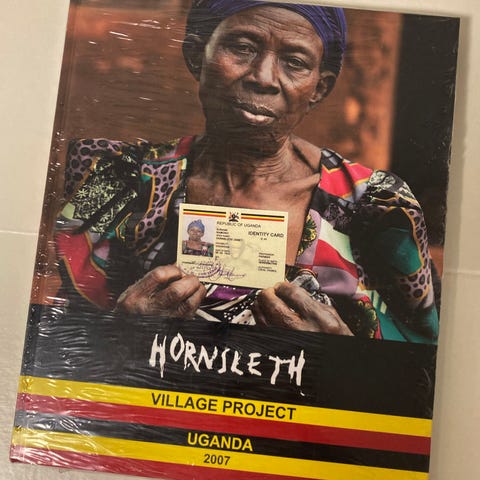 REPUBLIC OF UGANDA
IDENTITY CARD
HORNSLETH
VILLAGE PROJECT
UGANDA
2007